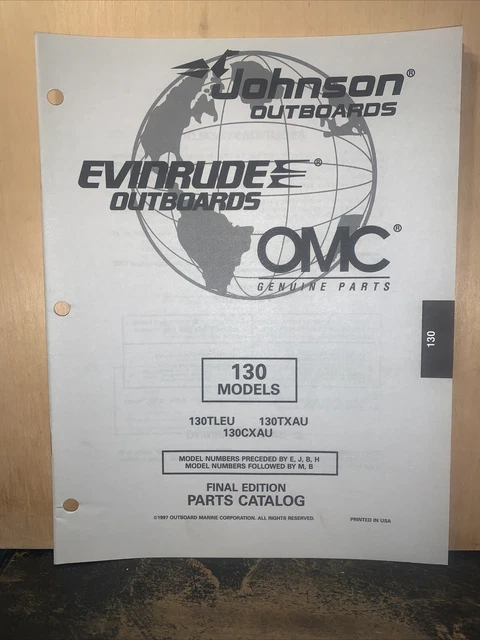 Johnson®
OUTBOARDS
EVINRUDE®
OUTBOARDS
OMC®
GENUINE PARTS
130
130
MODELS
130TLEU 130TXAU
130CXAU
MODEL NUMBERS PRECEDED BY E, J, B, H
MODEL NUMBERS FOLLOWED BY M, B
FINAL EDITION
PARTS CATALOG
©1997 OUTBOARD MARINE CORPORATION. ALL RIGHTS RESERVED.
PRINTED IN USA